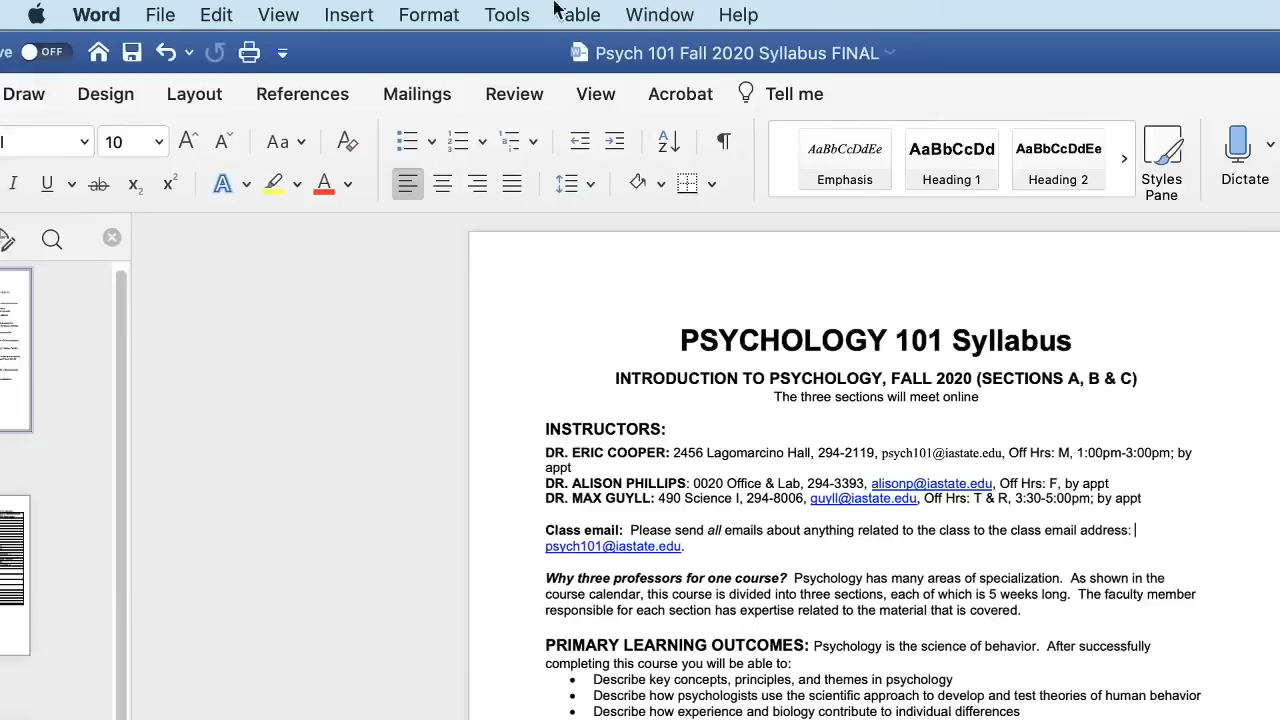 Word File Edit View Insert Format Tools Table Window Help
ve OFF Psych 101 Fall 2020 Syllabus FINAL
Draw Design Layout References Mailings Review View Acrobat Tell me
10 Aa AaBbCcDdEe AaBbCcDd AaBbCcDdEe
Emphasis Heading 1 Heading 2 Styles Pane Dictate
PSYCHOLOGY 101 Syllabus
INTRODUCTION TO PSYCHOLOGY, FALL 2020 (SECTIONS A, B & C)
The three sections will meet online
INSTRUCTORS:
DR. ERIC COOPER: 2456 Lagomarcino Hall, 294-2119, psych101@iastate.edu, Off Hrs: M, 1:00pm-3:00pm; by
appt
DR. ALISON PHILLIPS: 0020 Office & Lab, 294-3393, alisonp@iastate.edu, Off Hrs: F, by appt
DR. MAX GUYLL: 490 Science I, 294-8006, guyll@iastate.edu, Off Hrs: T & R, 3:30-5:00pm; by appt
Class email: Please send all emails about anything related to the class to the class email address:
psych101@iastate.edu.
Why three professors for one course? Psychology has many areas of specialization. As shown in the
course calendar, this course is divided into three sections, each of which is 5 weeks long. The faculty member
responsible for each section has expertise related to the material that is covered.
PRIMARY LEARNING OUTCOMES: Psychology is the science of behavior. After successfully
completing this course you will be able to:
• Describe key concepts, principles, and themes in psychology
• Describe how psychologists use the scientific approach to develop and test theories of human behavior
• Describe how experience and biology contribute to individual differences